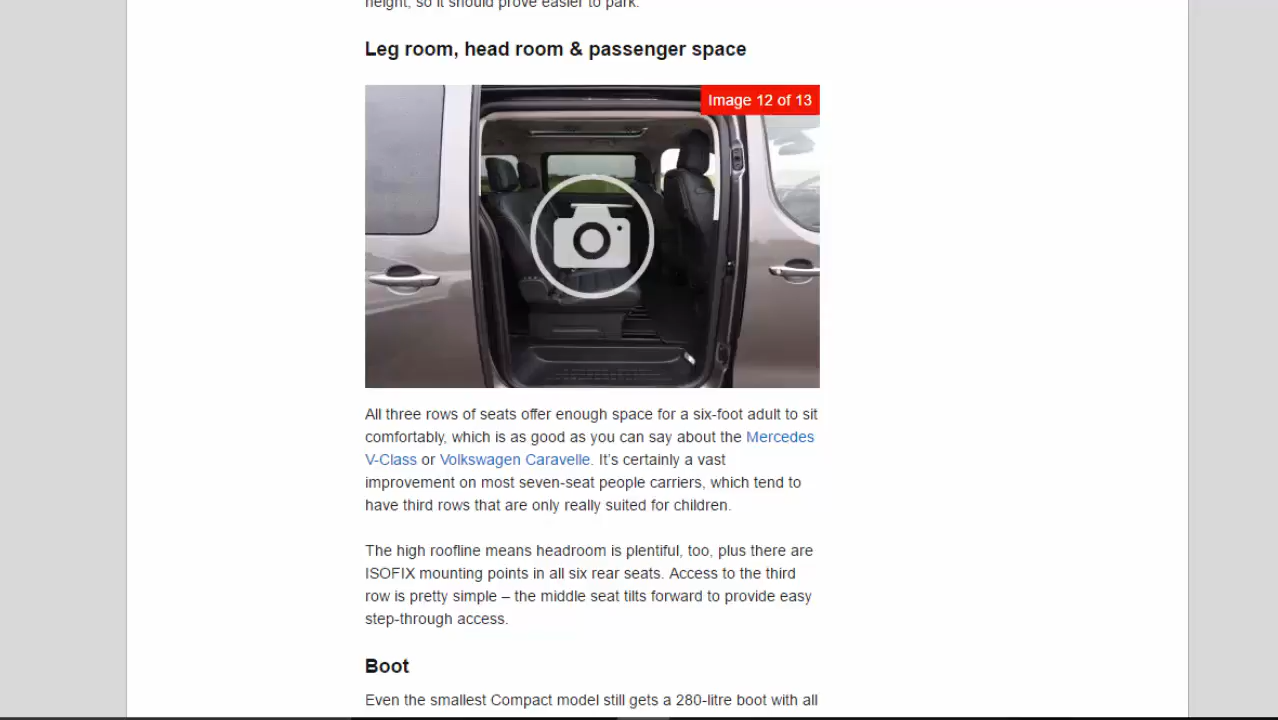 height, so it should prove easier to park.
Leg room, head room & passenger space
Image 12 of 13
All three rows of seats offer enough space for a six-foot adult to sit
comfortably, which is as good as you can say about the Mercedes
V-Class or Volkswagen Caravelle. It’s certainly a vast
improvement on most seven-seat people carriers, which tend to
have third rows that are only really suited for children.
The high roofline means headroom is plentiful, too, plus there are
ISOFIX mounting points in all six rear seats. Access to the third
row is pretty simple – the middle seat tilts forward to provide easy
step-through access.
Boot
Even the smallest Compact model still gets a 280-litre boot with all